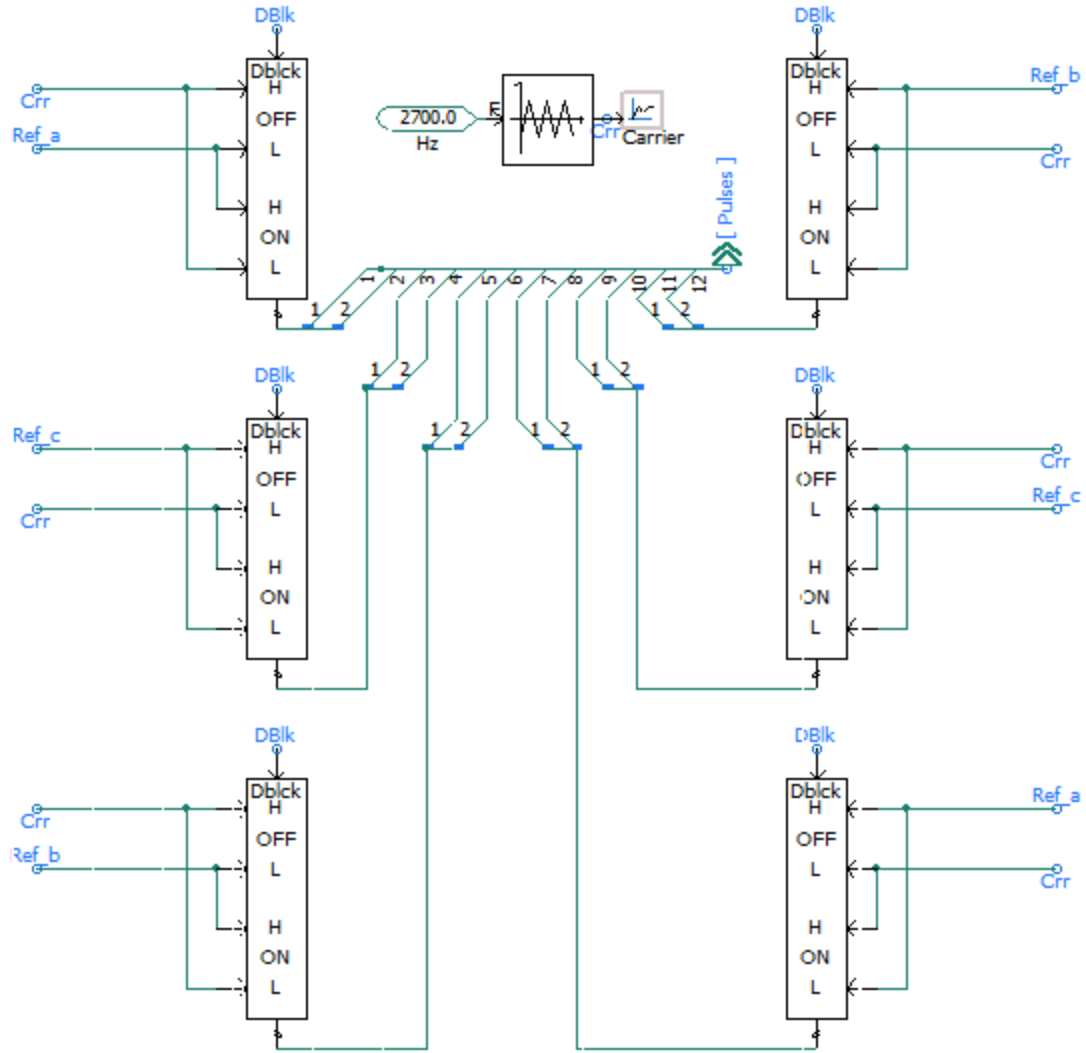 DBlk
Dblck
H
OFF
L
H
ON
L
Crr
Ref_a
2700.0
Hz
F
Crr
Carrier
[ Pulses ]
DBlk
Dblck
H
OFF
L
H
ON
L
Ref_b
Crr
1 2 3 4 5 6 7 8 9 10 11 12
1 2
1 2
1 2
1 2
1 2
1 2
DBlk
Dblck
H
OFF
L
H
ON
L
Ref_c
Crr
DBlk
Dblck
H
OFF
L
H
ON
L
Crr
Ref_c
DBlk
Dblck
H
OFF
L
H
ON
L
Crr
Ref_b
DBlk
Dblck
H
OFF
L
H
ON
L
Ref_a
Crr